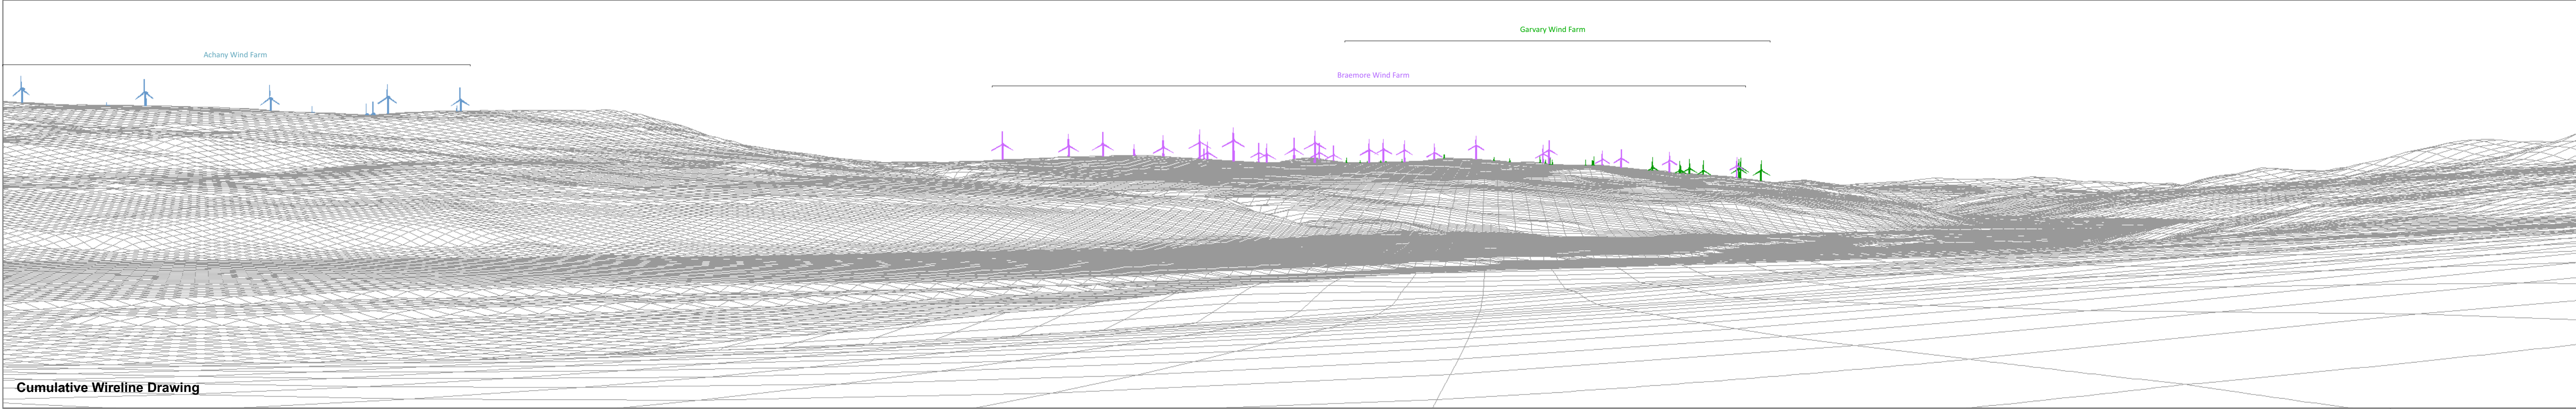 Garvary Wind Farm
Achany Wind Farm
Braemore Wind Farm
Cumulative Wireline Drawing